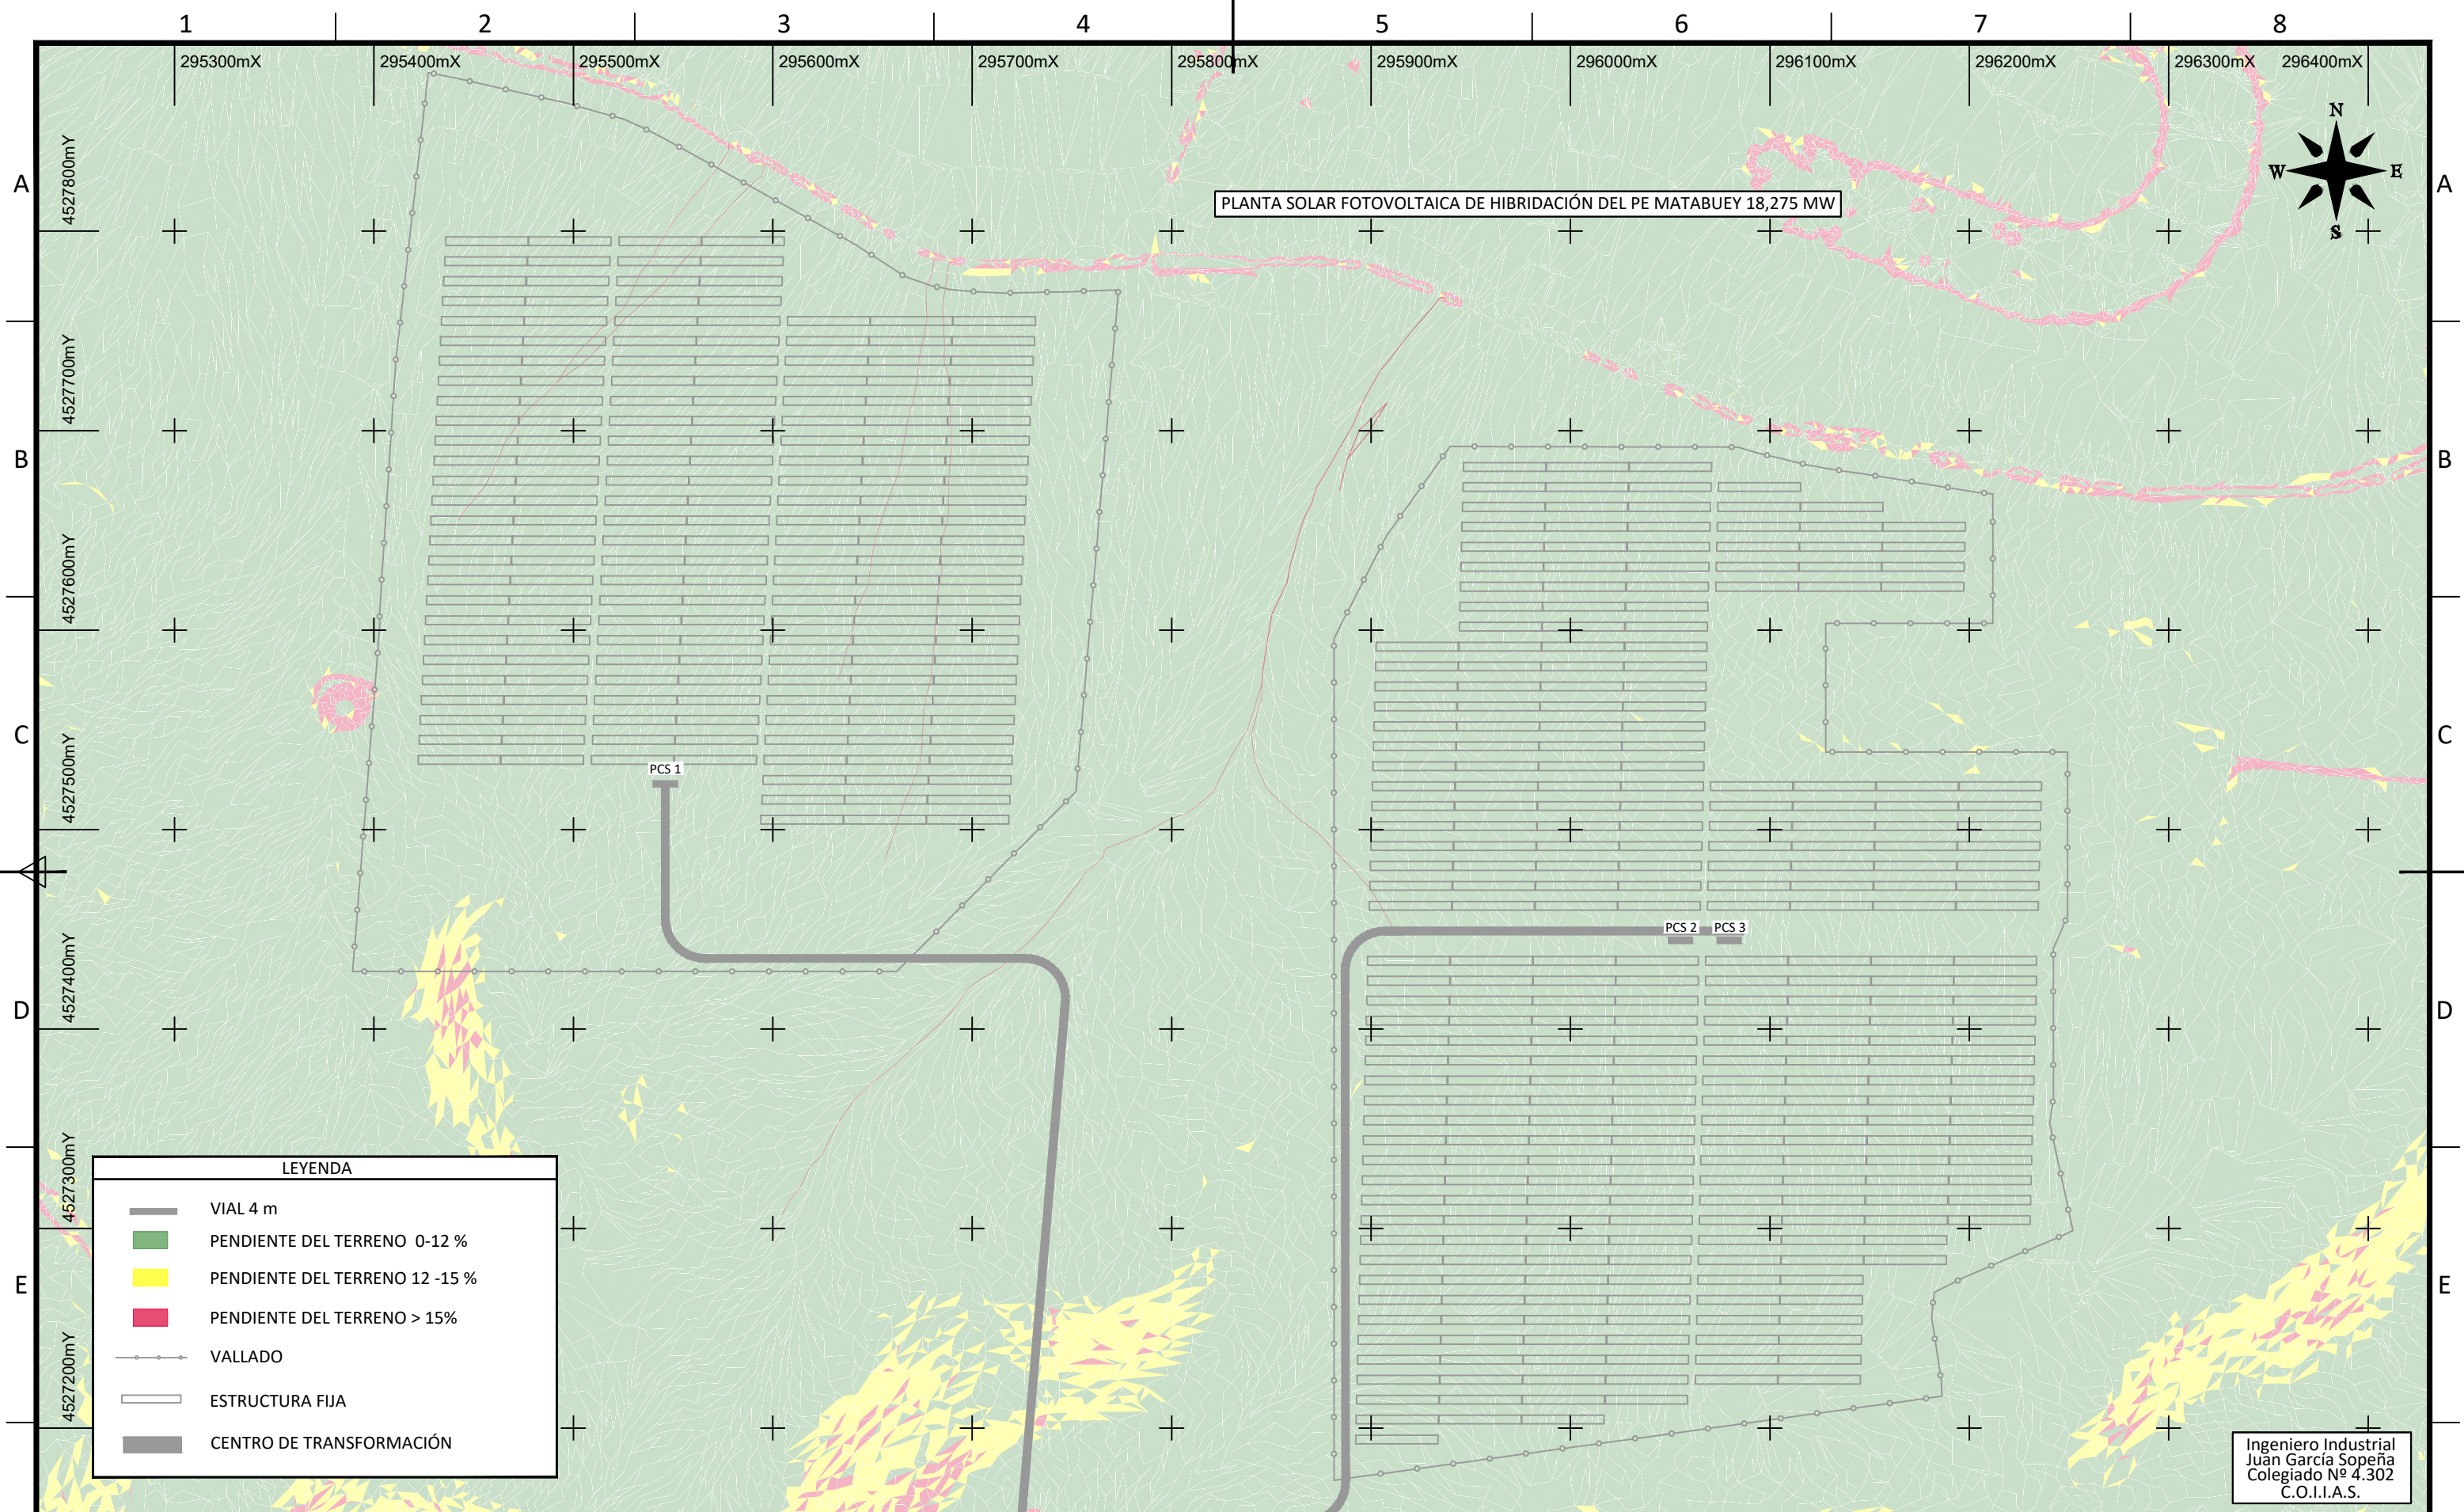 1 2 3 4 5 6 7 8
295300mX 295400mX 295500mX 295600mX 295700mX 295800mX 295900mX 296000mX 296100mX 296200mX 296300mX 296400mX
N
W E
S
A A
4527800mY
PLANTA SOLAR FOTOVOLTAICA DE HIBRIDACIÓN DEL PE MATABUEY 18,275 MW
4527700mY
B B
4527600mY
C C
4527500mY
PCS 1
PCS 2 PCS 3
4527400mY
D D
4527300mY
LEYENDA
VIAL 4 m
PENDIENTE DEL TERRENO 0-12 %
PENDIENTE DEL TERRENO 12 -15 %
PENDIENTE DEL TERRENO > 15%
VALLADO
ESTRUCTURA FIJA
CENTRO DE TRANSFORMACIÓN
E E
4527200mY
Ingeniero Industrial
Juan García Sopeña
Colegiado Nº 4.302
C.O.I.I.A.S.